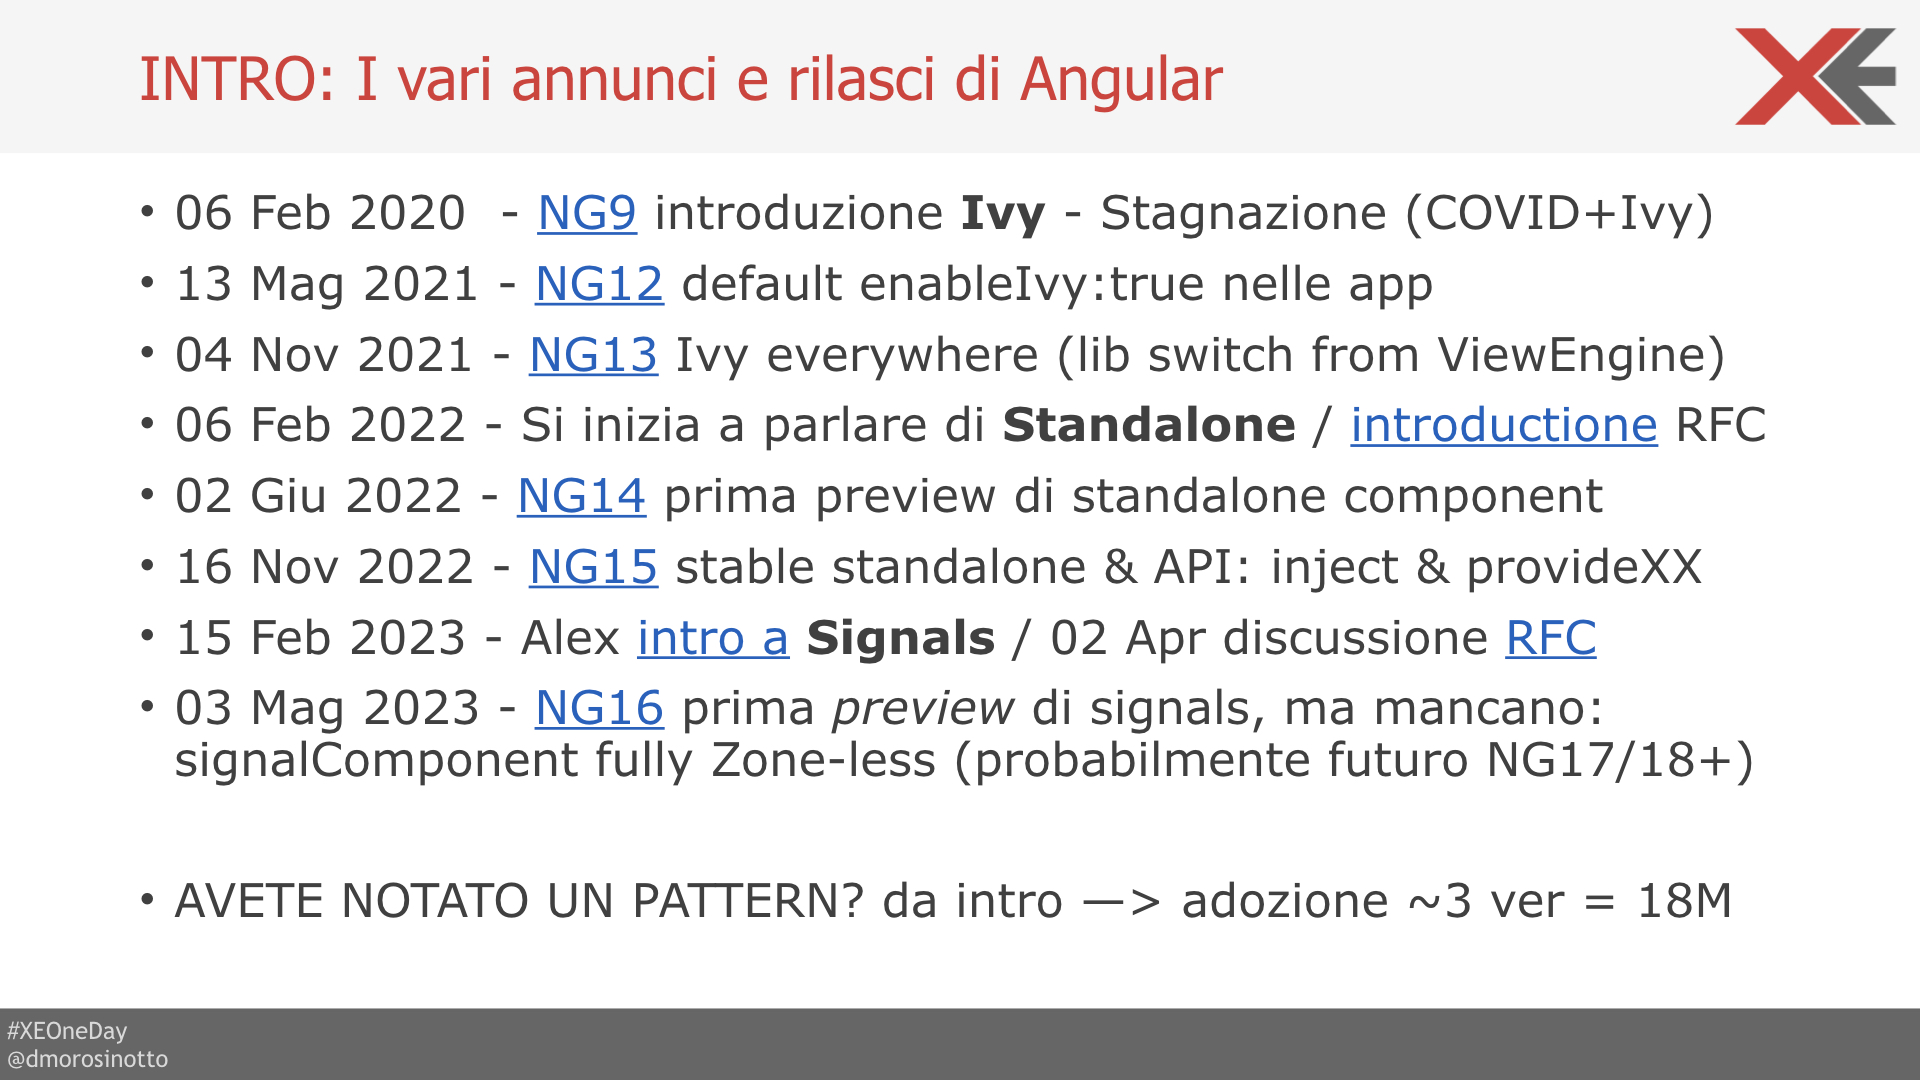 INTRO: I vari annunci e rilasci di Angular
XE
• 06 Feb 2020  - NG9 introduzione Ivy - Stagnazione (COVID+Ivy)
• 13 Mag 2021 - NG12 default enableIvy:true nelle app
• 04 Nov 2021 - NG13 Ivy everywhere (lib switch from ViewEngine)
• 06 Feb 2022 - Si inizia a parlare di Standalone / introductione RFC
• 02 Giu 2022 - NG14 prima preview di standalone component
• 16 Nov 2022 - NG15 stable standalone & API: inject & provideXX
• 15 Feb 2023 - Alex intro a Signals / 02 Apr discussione RFC
• 03 Mag 2023 - NG16 prima preview di signals, ma mancano:
signalComponent fully Zone-less (probabilmente futuro NG17/18+)
• AVETE NOTATO UN PATTERN? da intro —> adozione ~3 ver = 18M
#XEOneDay
@dmorosinotto